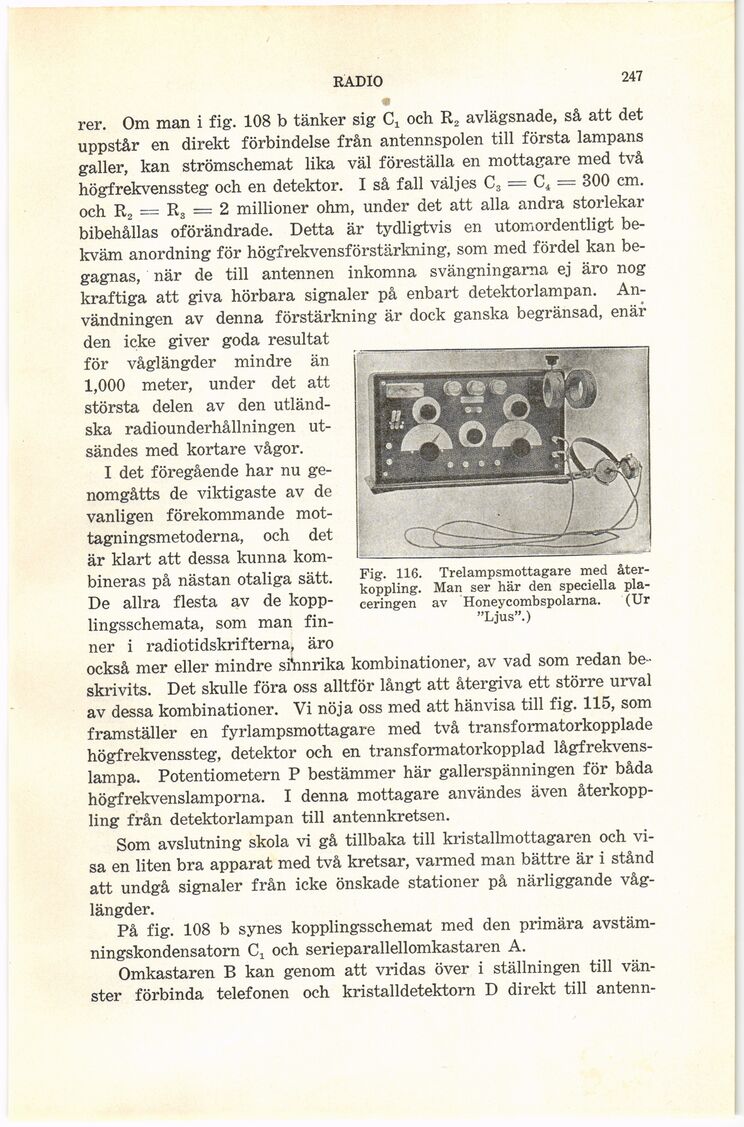 RADIO
247
rer. Om man i fig. 108 b tänker sig C₁ och R₂ avlägsnade, så att det
uppstår en direkt förbindelse från antennspolen till första lampans
galler, kan strömschemat lika väl föreställa en mottagare med två
högfrekvenssteg och en detektor. I så fall väljes C₃ = C₄ = 300 cm.
och R₂ = R₃ = 2 millioner ohm, under det att alla andra storlekar
bibehållas oförändrade. Detta är tydligtvis en utomordentligt be-
kväm anordning för högfrekvensförstärkning, som med fördel kan be-
gagnas, när de till antennen inkomna svängningarna ej äro nog
kraftiga att giva hörbara signaler på enbart detektorlampan. An-
vändningen av denna förstärkning är dock ganska begränsad, enär
den icke giver goda resultat
för våglängder mindre än
1,000 meter, under det att
största delen av den utländ-
ska radiounderhållningen ut-
sändes med kortare vågor.
I det föregående har nu ge-
nomgåtts de viktigaste av de
vanligen förekommande mot-
tagningsmetoderna, och det
är klart att dessa kunna kom-
bineras på nästan otaliga sätt.
De allra flesta av de kopp-
lingsschemata, som man fin-
ner i radiotidskrifterna, äro
Fig. 116. Trelampsmottagare med åter-
koppling. Man ser här den speciella pla-
ceringen av Honeycombspolarna. (Ur
”Ljus”.)
också mer eller mindre sinnrika kombinationer, av vad som redan be-
skrivits. Det skulle föra oss alltför långt att återgiva ett större urval
av dessa kombinationer. Vi nöja oss med att hänvisa till fig. 115, som
framställer en fyrlampsmottagare med två transformatorkopplade
högfrekvenssteg, detektor och en transformatorkopplad lågfrekvens-
lampa. Potentiometern P bestämmer här gallerspänningen för båda
högfrekvenslamporna. I denna mottagare användes även återkopp-
ling från detektorlampan till antennkretsen.
Som avslutning skola vi gå tillbaka till kristallmottagaren och vi-
sa en liten bra apparat med två kretsar, varmed man bättre är i stånd
att undgå signaler från icke önskade stationer på närliggande våg-
längder.
På fig. 108 b synes kopplingsschemat med den primära avstäm-
ningskondensatorn C₁ och serieparallellomkastaren A.
Omkastaren B kan genom att vridas över i ställningen till vän-
ster förbinda telefonen och kristalldetektorn D direkt till antenn-